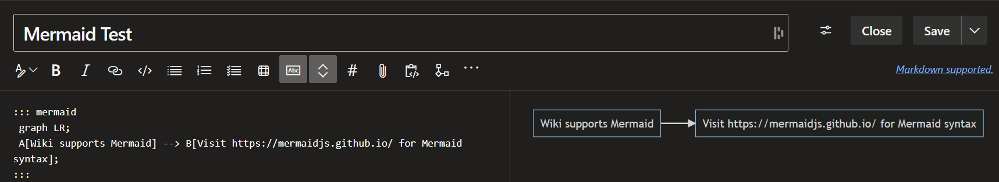 Mermaid Test
Close
Save
B
I
Abc
#
Markdown supported.
::: mermaid
graph LR;
A[Wiki supports Mermaid] --> B[Visit https://mermaidjs.github.io/ for Mermaid
syntax];
:::
Wiki supports Mermaid
Visit https://mermaidjs.github.io/ for Mermaid syntax